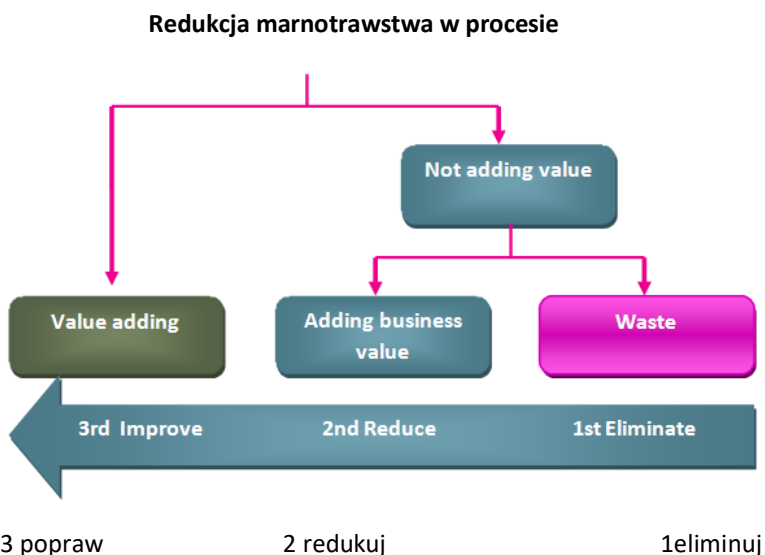 Redukcja marnotrawstwa w procesie
Not adding value
Value adding
Adding business
value
Waste
3rd Improve
2nd Reduce
1st Eliminate
3 popraw
2 redukuj
1eliminuj